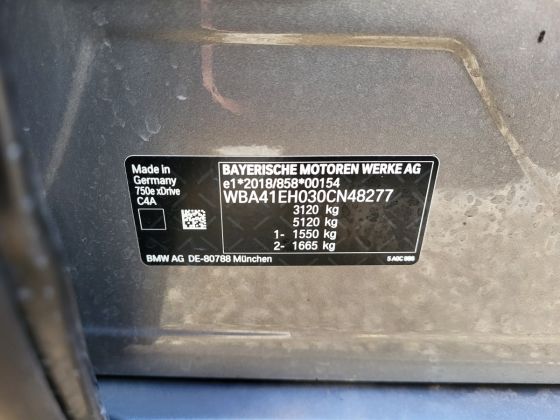 Made in
Germany
750e xDrive
C4A
BAYERISCHE MOTOREN WERKE AG
e1*2018/858*00154
WBA41EH030CN48277
3120 kg
5120 kg
1- 1550 kg
2- 1665 kg
BMW AG DE-80788 München